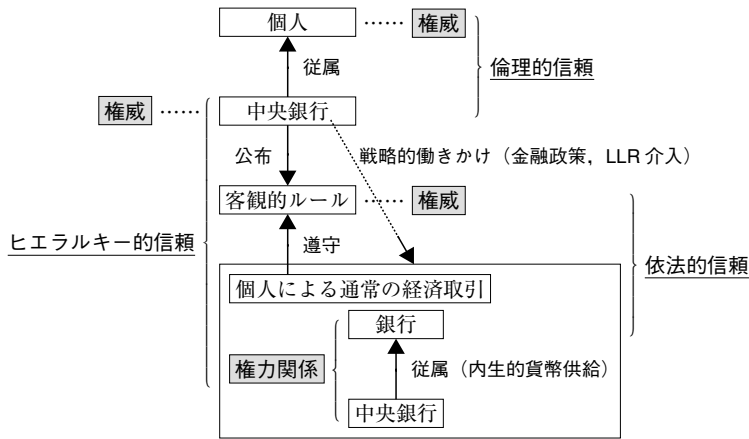 個人 …… 権威
従属
倫理的信頼
権威 …… 中央銀行
公布
戦略的働きかけ（金融政策，LLR 介入）
客観的ルール …… 権威
ヒエラルキー的信頼
遵守
依法的信頼
個人による通常の経済取引
銀行
権力関係
従属（内生的貨幣供給）
中央銀行